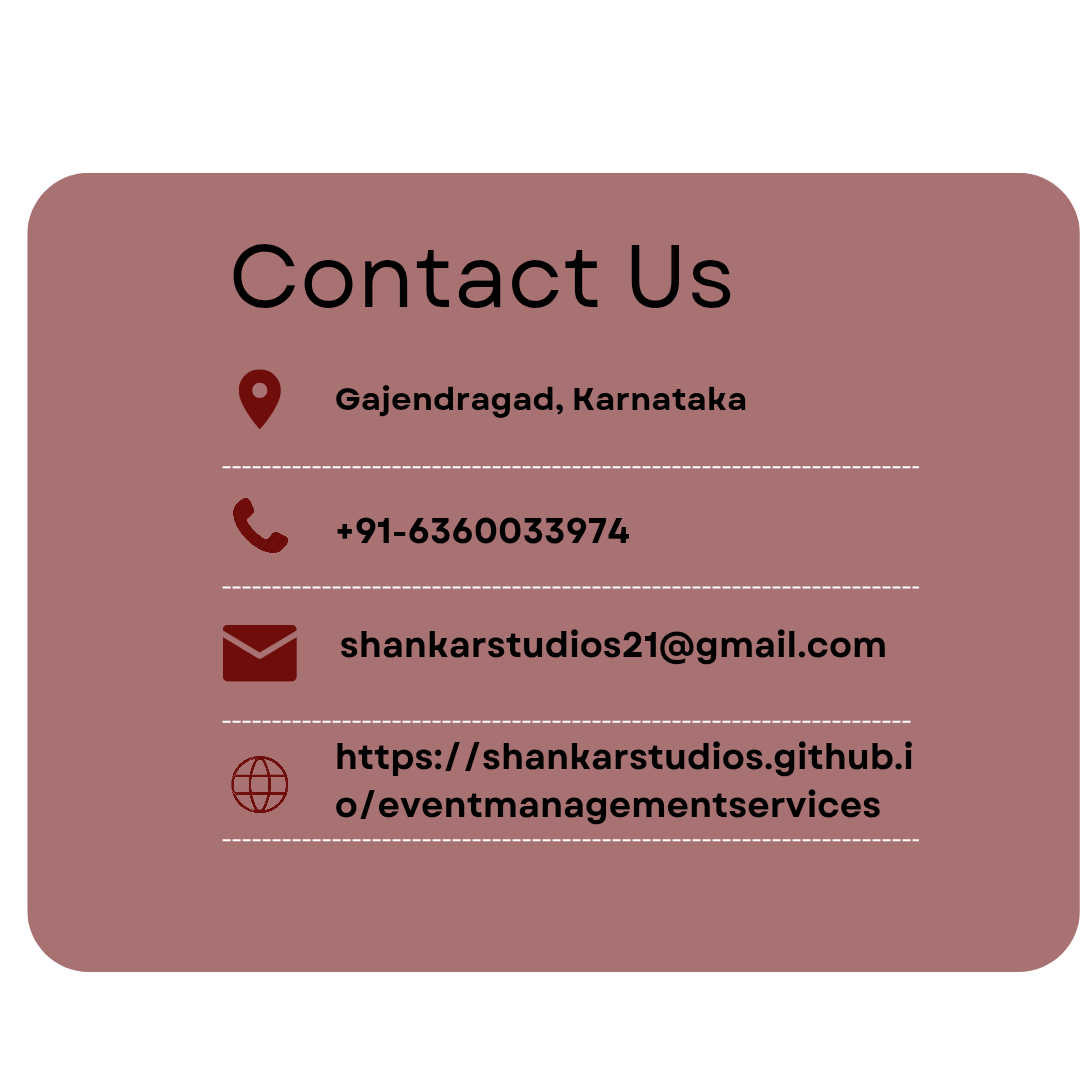 Contact Us
Gajendragad, Karnataka
+91-6360033974
shankarstudios21@gmail.com
https://shankarstudios.github.i
o/eventmanagementservices